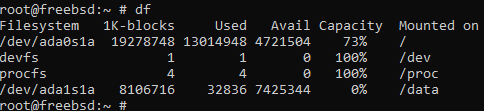 root@freebsd:~ # df
Filesystem 1K-blocks Used Avail Capacity Mounted on
/dev/ada0s1a 19278748 13014948 4721504 73% /
devfs 1 1 0 100% /dev
procfs 4 4 0 100% /proc
/dev/ada1s1a 8106716 32836 7425344 0% /data
root@freebsd:~ #